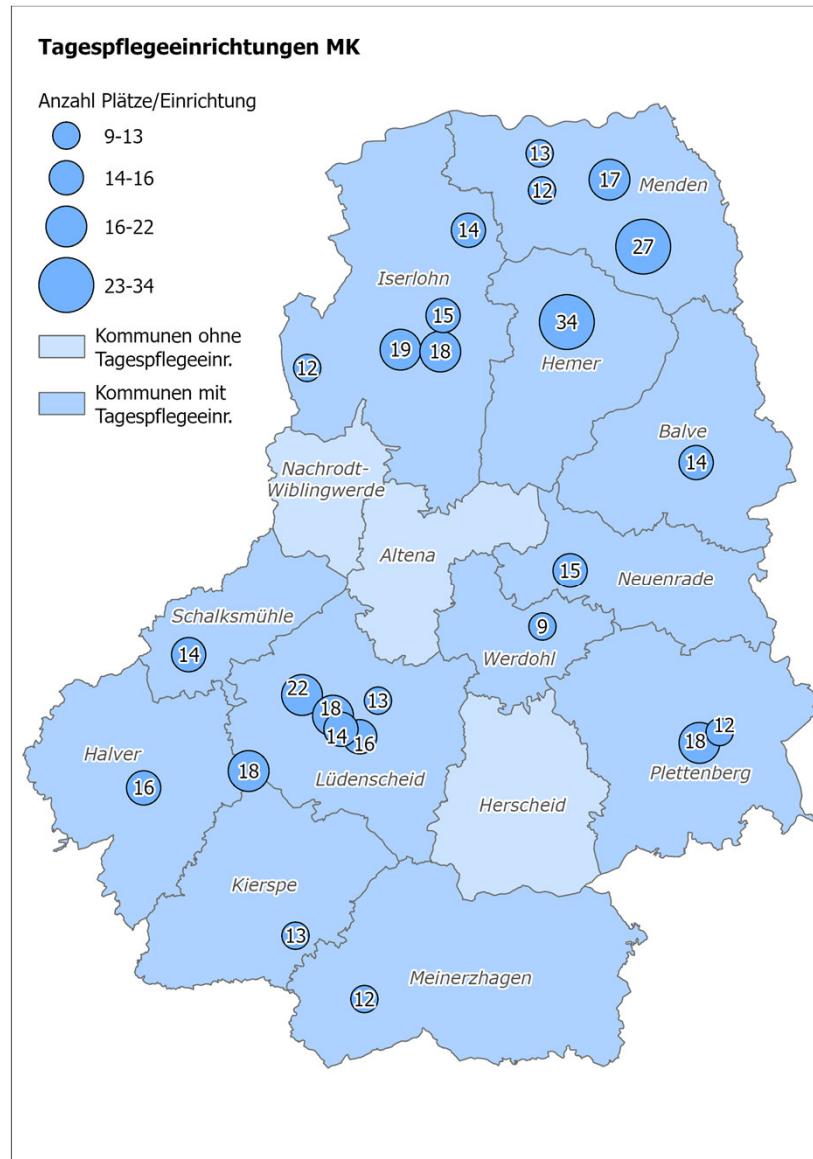 Tagespflegeeinrichtungen MK
Anzahl Plätze/Einrichtung
9-13
14-16
16-22
23-34
Kommunen ohne
Tagespflegeeinr.
Kommunen mit
Tagespflegeeinr.
13
12
17
Menden
27
14
Iserlohn
15
19
18
12
34
Hemer
Balve
14
Nachrodt-
Wiblingwerde
Altena
15
Neuenrade
9
Werdohl
Schalksmühle
14
22
18
13
14
16
Lüdenscheid
Halver
16
18
12
18
Plettenberg
Herscheid
Kierspe
13
Meinerzhagen
12